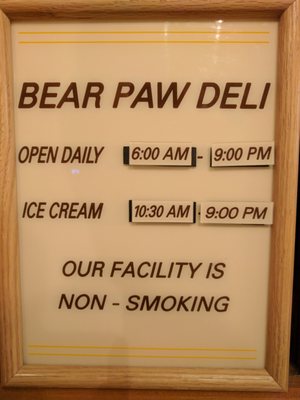 BEAR PAW DELI
OPEN DAILY 6:00 AM - 9:00 PM
ICE CREAM 10:30 AM - 9:00 PM
OUR FACILITY IS
NON - SMOKING